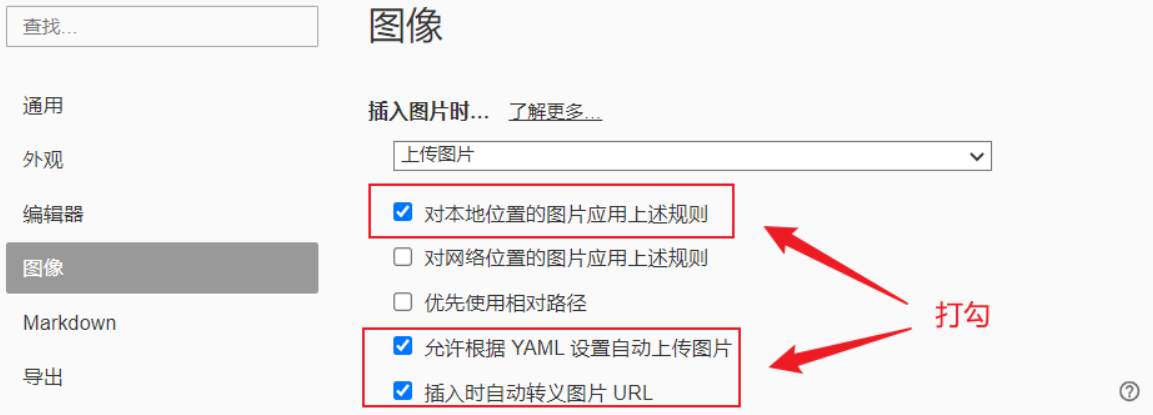 查找...
通用
外观
编辑器
图像
Markdown
导出
图像
插入图片时... 了解更多...
上传图片
对本地位置的图片应用上述规则
对网络位置的图片应用上述规则
优先使用相对路径
允许根据 YAML 设置自动上传图片
插入时自动转义图片 URL
打勾
?